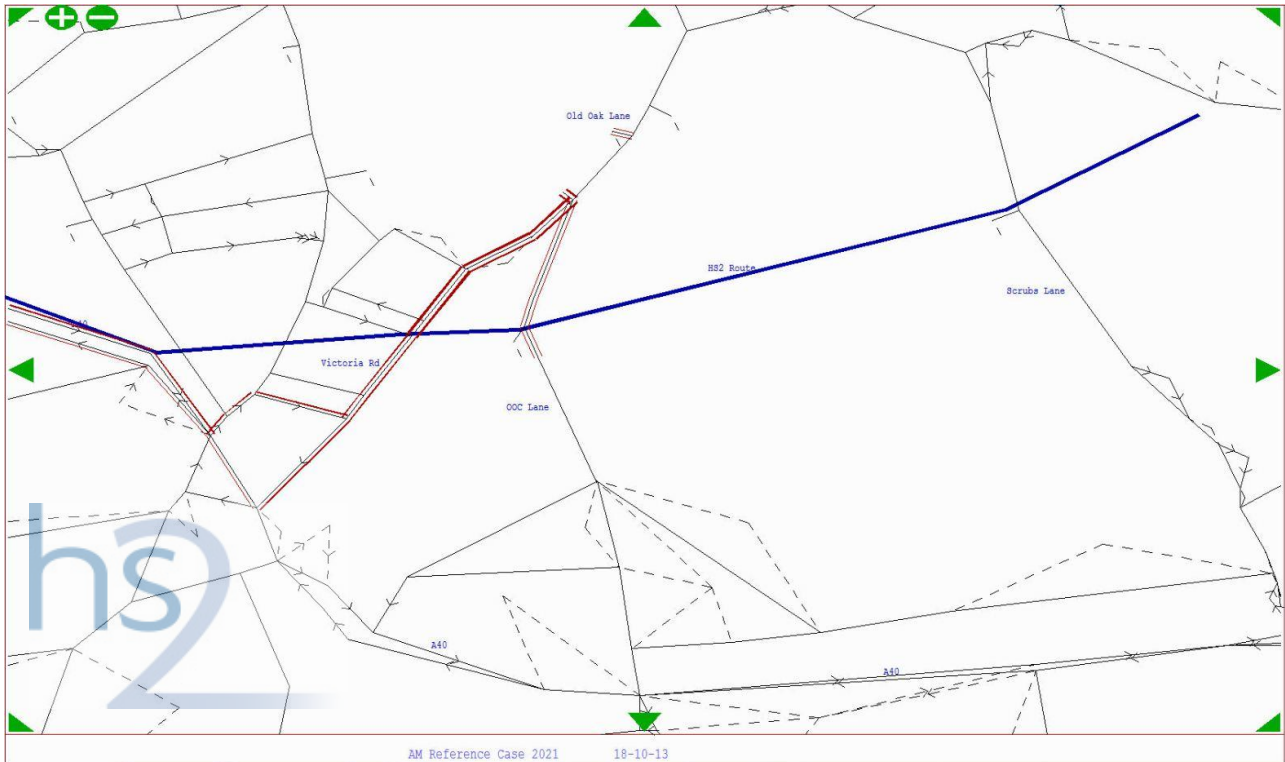 Old Oak Lane
HS2 Route
Scrubs Lane
Victoria Rd
OOC Lane
A40
A40
hs2
AM Reference Case 2021 18-10-13